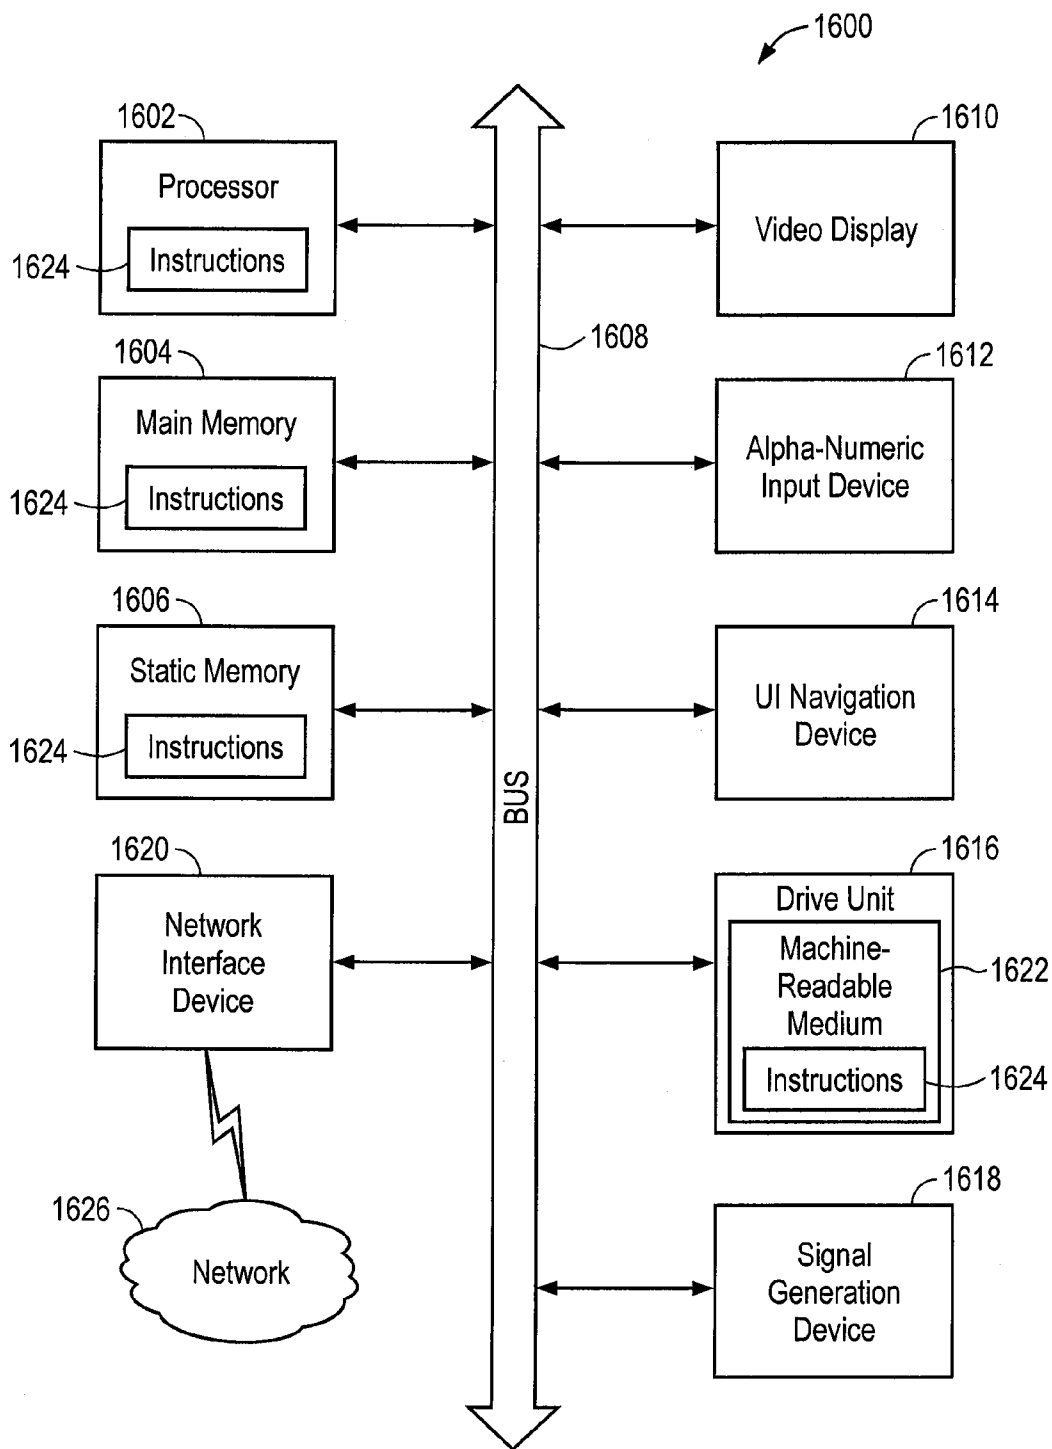 1600
1602
Processor
Instructions
1624
1604
Main Memory
Instructions
1624
1606
Static Memory
Instructions
1624
1620
Network
Interface
Device
1626
Network
BUS
1608
1610
Video Display
1612
Alpha-Numeric
Input Device
1614
UI Navigation
Device
1616
Drive Unit
Machine-
Readable
Medium
1622
Instructions
1624
1618
Signal
Generation
Device